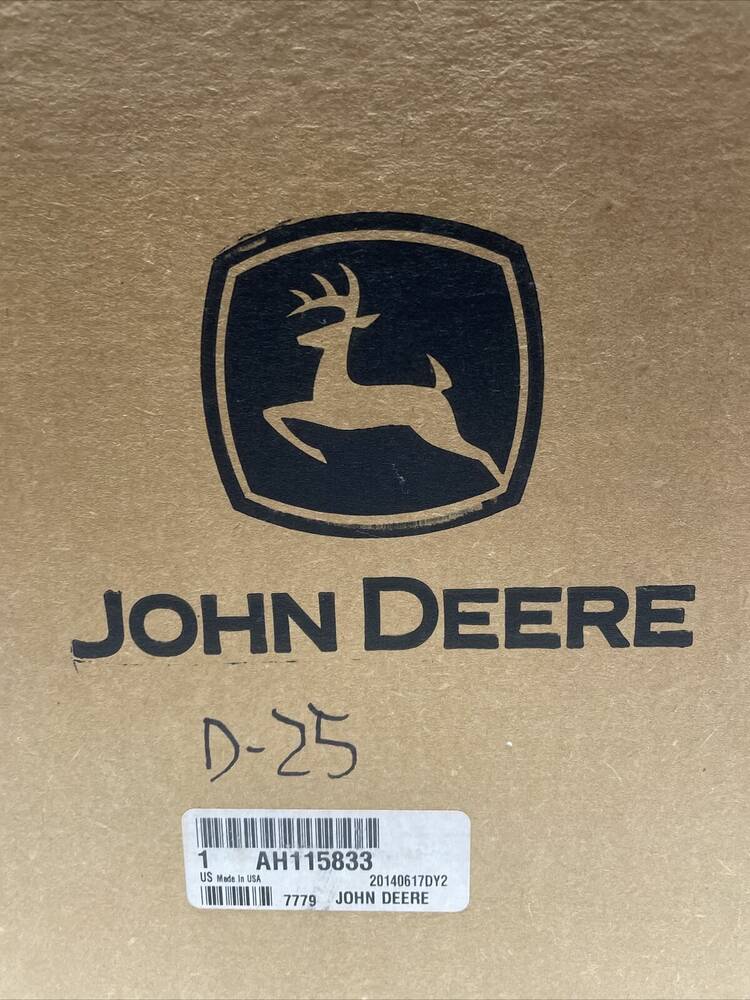 JOHN DEERE
D-25
1 AH115833
US Made In USA 20140617DY2
7779 JOHN DEERE